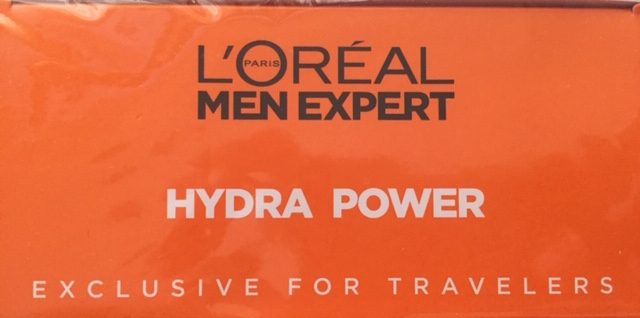 L'ORÉAL
PARIS
MEN EXPERT
HYDRA POWER
EXCLUSIVE FOR TRAVELERS